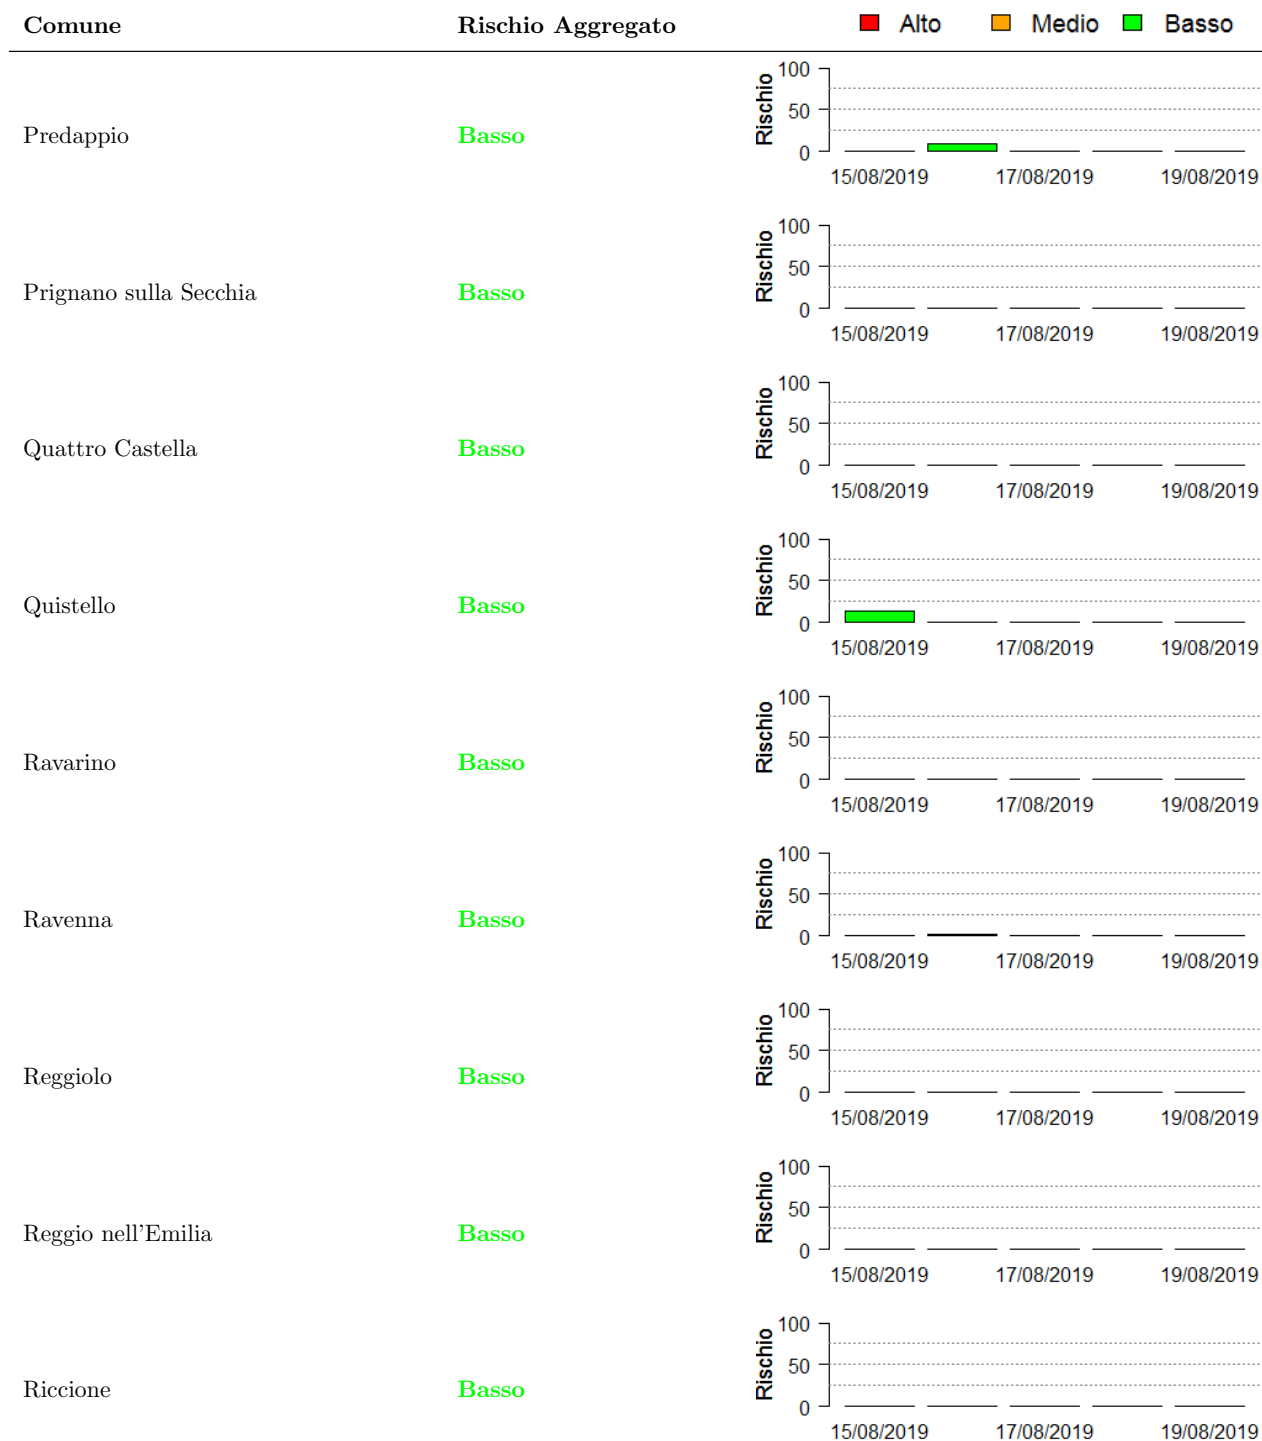 Comune Rischio Aggregato Alto Medio Basso
Predappio Basso
Rischio
100
50
0
15/08/2019 17/08/2019 19/08/2019
Prignano sulla Secchia Basso
Rischio
100
50
0
15/08/2019 17/08/2019 19/08/2019
Quattro Castella Basso
Rischio
100
50
0
15/08/2019 17/08/2019 19/08/2019
Quistello Basso
Rischio
100
50
0
15/08/2019 17/08/2019 19/08/2019
Ravarino Basso
Rischio
100
50
0
15/08/2019 17/08/2019 19/08/2019
Ravenna Basso
Rischio
100
50
0
15/08/2019 17/08/2019 19/08/2019
Reggiolo Basso
Rischio
100
50
0
15/08/2019 17/08/2019 19/08/2019
Reggio nell'Emilia Basso
Rischio
100
50
0
15/08/2019 17/08/2019 19/08/2019
Riccione Basso
Rischio
100
50
0
15/08/2019 17/08/2019 19/08/2019